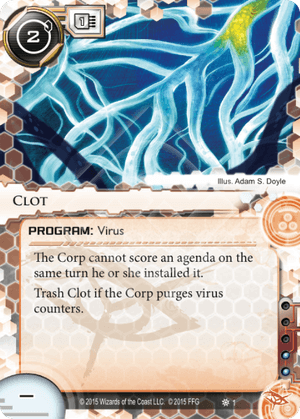 2
1
Illus. Adam S. Doyle
Clot
PROGRAM: Virus
The Corp cannot score an agenda on the
same turn he or she installed it.
Trash Clot if the Corp purges virus
counters.
–
© 2015 Wizards of the Coast LLC. © 2015 FFG
1